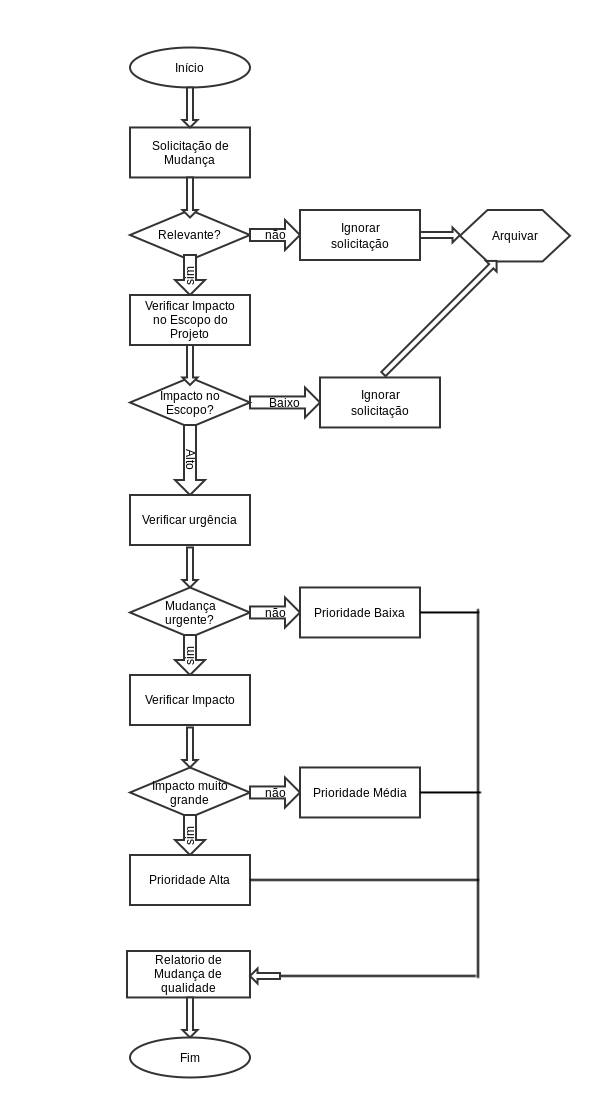 Início
Solicitação de
Mudança
Relevante?
não
Ignorar
solicitação
Arquivar
sim
Verificar Impacto
no Escopo do
Projeto
Impacto no
Escopo?
Baixo
Ignorar
solicitação
Alto
Verificar urgência
Mudança
urgente?
não
Prioridade Baixa
sim
Verificar Impacto
Impacto muito
grande
não
Prioridade Média
sim
Prioridade Alta
Relatorio de
Mudança de
qualidade
Fim